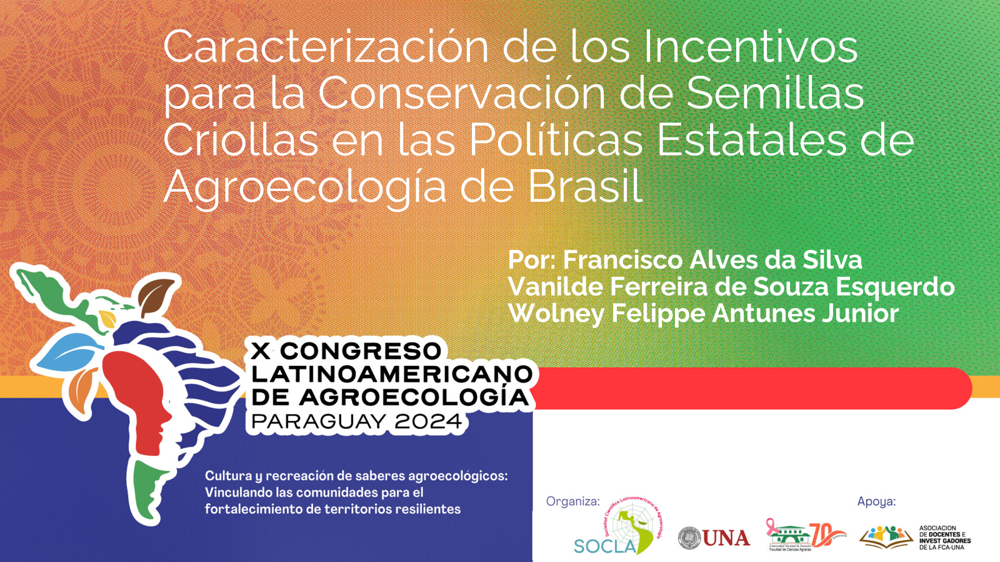 Caracterización de los Incentivos
para la Conservación de Semillas
Criollas en las Políticas Estatales de
Agroecología de Brasil
Por: Francisco Alves da Silva
Vanilde Ferreira de Souza Esquerdo
Wolney Felippe Antunes Junior
X CONGRESO
LATINOAMERICANO
DE AGROECOLOGÍA
PARAGUAY 2024
Cultura y recreación de saberes agroecológicos:
Vinculando las comunidades para el
fortalecimiento de territorios resilientes
Organiza:
Sociedad Científica Latinoamericana de Agroecología
SOCLA
UNA
70
Universidad Nacional de Asunción
Facultad de Ciencias Agrarias
Apoya:
ASOCIACION
DE DOCENTES E
INVESTIGADORES
DE LA FCA-UNA